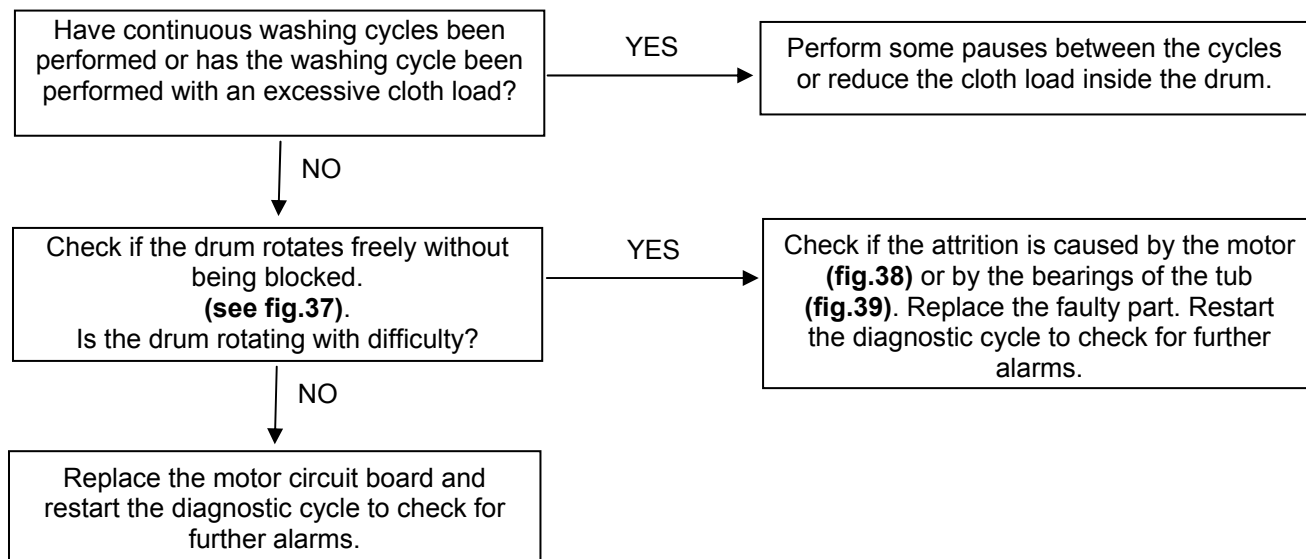 Have continuous washing cycles been
performed or has the washing cycle been
performed with an excessive cloth load?
YES
Perform some pauses between the cycles
or reduce the cloth load inside the drum.
NO
Check if the drum rotates freely without
being blocked.
(see fig.37).
Is the drum rotating with difficulty?
YES
Check if the attrition is caused by the motor
(fig.38) or by the bearings of the tub
(fig.39). Replace the faulty part. Restart
the diagnostic cycle to check for further
alarms.
NO
Replace the motor circuit board and
restart the diagnostic cycle to check for
further alarms.